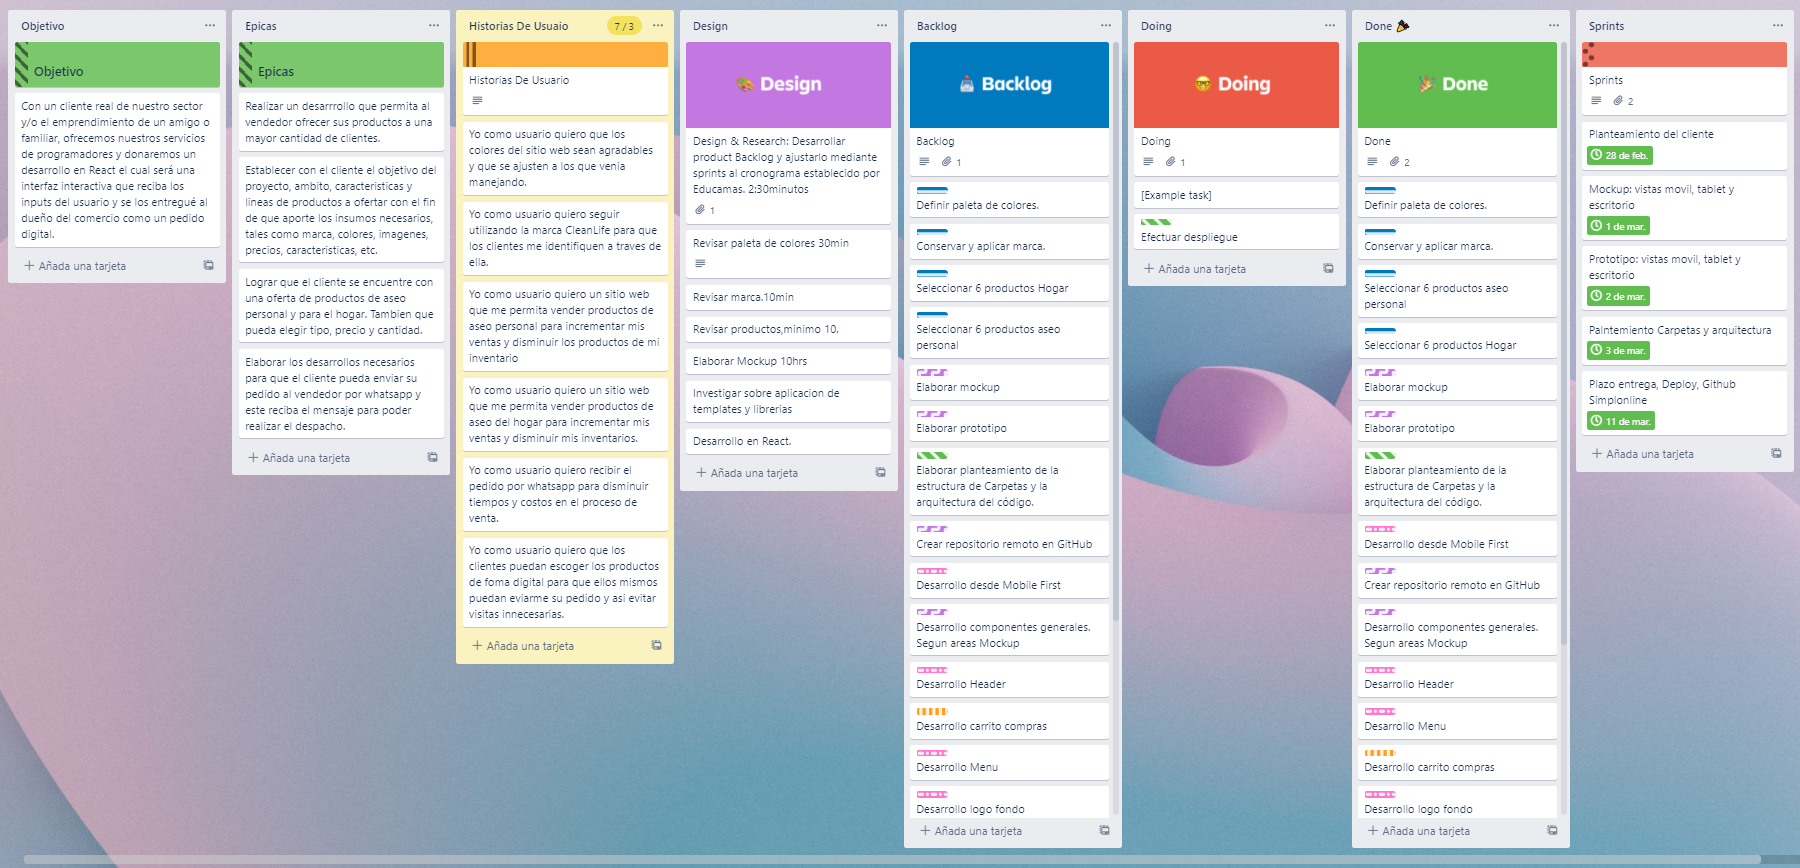 Objetivo
Objetivo
Con un cliente real de nuestro sector
y/o el emprendimiento de un amigo o
familiar, ofrecemos nuestros servicios
de programadores y donaremos un
desarrollo en React el cual será una
interfaz interactiva que reciba los
inputs del usuario y se los entregué al
dueño del comercio como un pedido
digital.
+ Añada una tarjeta
Epicas
Epicas
Realizar un desarrrollo que permita al
vendedor ofrecer sus productos a una
mayor cantidad de clientes.
Establecer con el cliente el objetivo del
proyecto, ambito, caracteristicas y
lineas de productos a ofertar con el fin
de que aporte los insumos necesarios,
tales como marca, colores, imagenes,
precios, caracteristicas, etc.
Lograr que el cliente se encuentre con
una oferta de productos de aseo
personal y para el hogar. Tambien que
pueda elegir tipo, precio y cantidad.
Elaborar los desarrollos necesarios
para que el cliente pueda enviar su
pedido al vendedor por whatsapp y
este reciba el mensaje para poder
realizar el despacho.
+ Añada una tarjeta
Historias De Usuaio
7 / 3
Historias De Usuario
Yo como usuario quiero que los
colores del sitio web sean agradables
y que se ajusten a los que venia
manejando.
Yo como usuario quiero seguir
utilizando la marca CleanLife para que
los clientes me identifiquen a traves de
ella.
Yo como usuario quiero un sitio web
que me permita vender productos de
aseo personal para incrementar mis
ventas y disminuir los productos de mi
inventario
Yo como usuario quiero un sitio web
que me permita vender productos de
aseo del hogar para incrementar mis
ventas y disminuir mis inventarios.
Yo como usuario quiero recibir el
pedido por whatsapp para disminuir
tiempos y costos en el proceso de
venta.
Yo como usuario quiero que los
clientes puedan escoger los productos
de foma digital para que ellos mismos
puedan eviarme su pedido y asi evitar
visitas innecesarias.
+ Añada una tarjeta
Design
Design
Design & Research: Desarrollar
product Backlog y ajustarlo mediante
sprints al cronograma establecido por
Educamas. 2:30minutos
1
Revisar paleta de colores 30min
Revisar marca.10min
Revisar productos,minimo 10.
Elaborar Mockup 10hrs
Investigar sobre aplicacion de
templates y librerias
Desarrollo en React.
+ Añada una tarjeta
Backlog
Backlog
Backlog
1
Definir paleta de colores.
Conservar y aplicar marca.
Seleccionar 6 productos Hogar
Seleccionar 6 productos aseo
personal
Elaborar mockup
Elaborar prototipo
Elaborar planteamiento de la
estructura de Carpetas y la
arquitectura del código.
Crear repositorio remoto en GitHub
Desarrollo desde Mobile First
Desarrollo componentes generales.
Segun areas Mockup
Desarrollo Header
Desarrollo carrito compras
Desarrollo Menu
Desarrollo logo fondo
+ Añada una tarjeta
Doing
Doing
Doing
1
[Example task]
Efectuar despliegue
+ Añada una tarjeta
Done
Done
Done
2
Definir paleta de colores.
Conservar y aplicar marca.
Seleccionar 6 productos aseo
personal
Seleccionar 6 productos Hogar
Elaborar mockup
Elaborar prototipo
Elaborar planteamiento de la
estructura de Carpetas y la
arquitectura del código.
Desarrollo desde Mobile First
Crear repositorio remoto en GitHub
Desarrollo componentes generales.
Segun areas Mockup
Desarrollo Header
Desarrollo Menu
Desarrollo carrito compras
Desarrollo logo fondo
+ Añada una tarjeta
Sprints
Sprints
2
Planteamiento del cliente
28 de feb.
Mockup: vistas movil, tablet y
escritorio
1 de mar.
Prototipo: vistas movil, tablet y
escritorio
2 de mar.
Palntemiento Carpetas y arquitectura
3 de mar.
Plazo entrega, Deploy, Github
Simplonline
11 de mar.
+ Añada una tarjeta